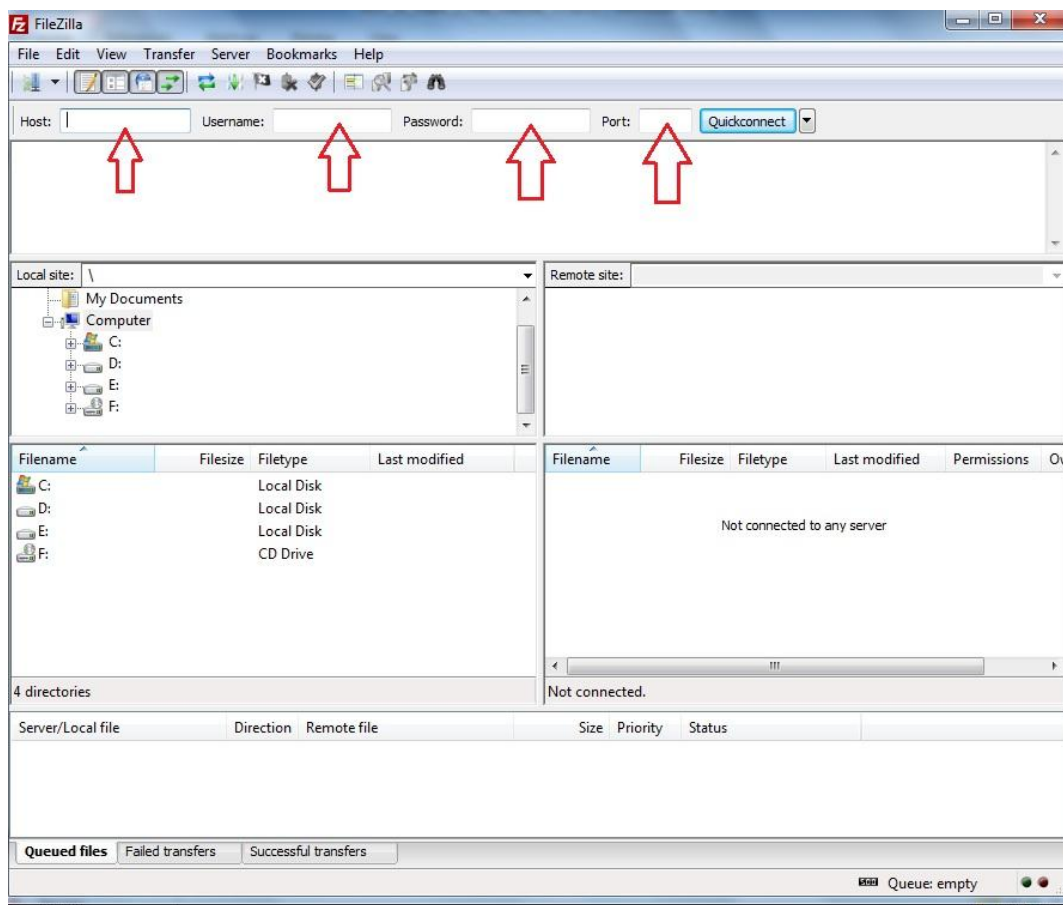 FileZilla
File Edit View Transfer Server Bookmarks Help
Host: Username: Password: Port: Quickconnect
Local site: \
My Documents
Computer
C:
D:
E:
F:
Remote site:
Filename Filesize Filetype Last modified
C: Local Disk
D: Local Disk
E: Local Disk
F: CD Drive
4 directories
Filename Filesize Filetype Last modified Permissions
Not connected to any server
Not connected.
Server/Local file Direction Remote file Size Priority Status
Queued files Failed transfers Successful transfers
Queue: empty